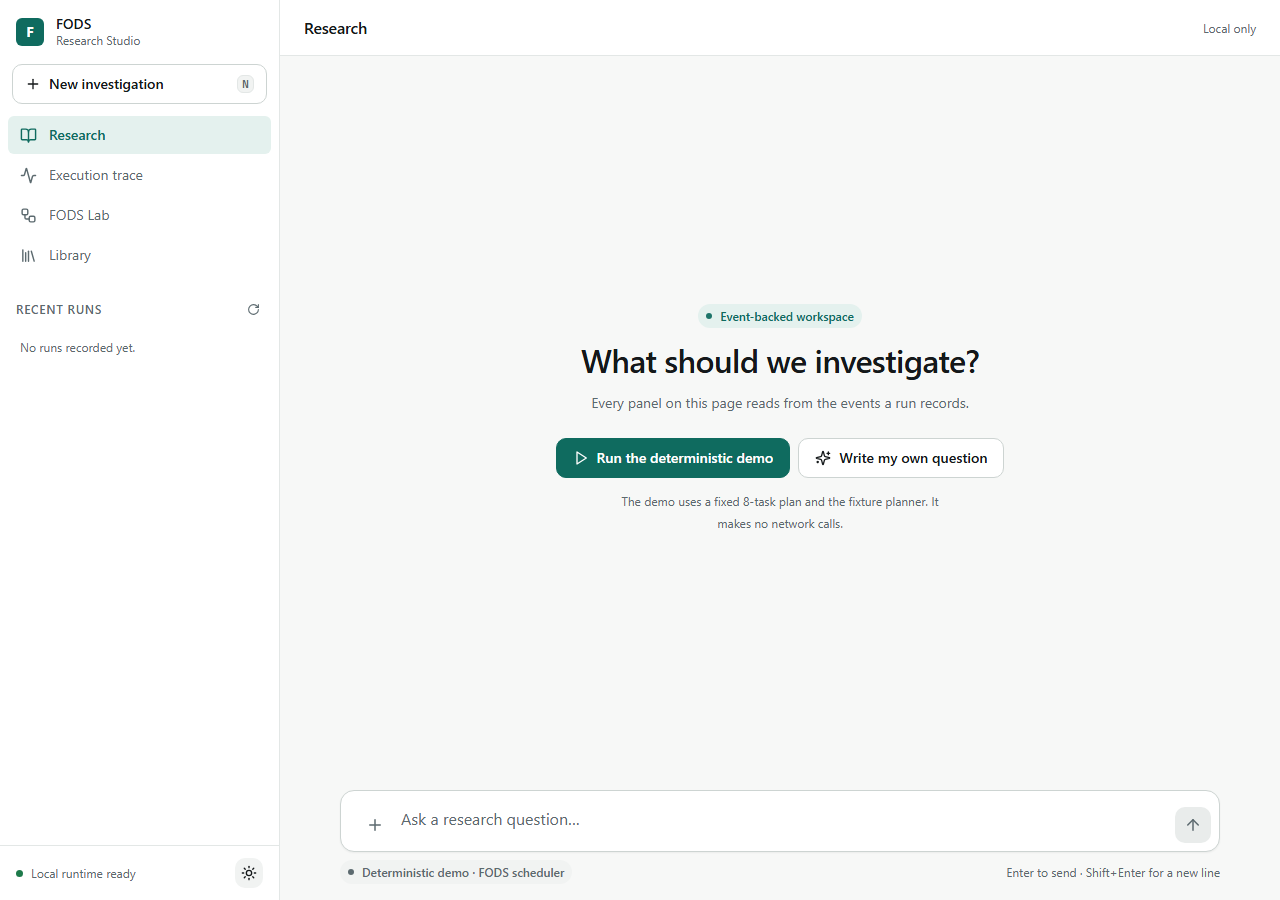 F
FODS
Research Studio
New investigation
N
Research
Execution trace
FODS Lab
Library
RECENT RUNS
No runs recorded yet.
Local runtime ready
Research
Local only
Event-backed workspace
What should we investigate?
Every panel on this page reads from the events a run records.
Run the deterministic demo
Write my own question
The demo uses a fixed 8-task plan and the fixture planner. It
makes no network calls.
Ask a research question...
Deterministic demo · FODS scheduler
Enter to send · Shift+Enter for a new line